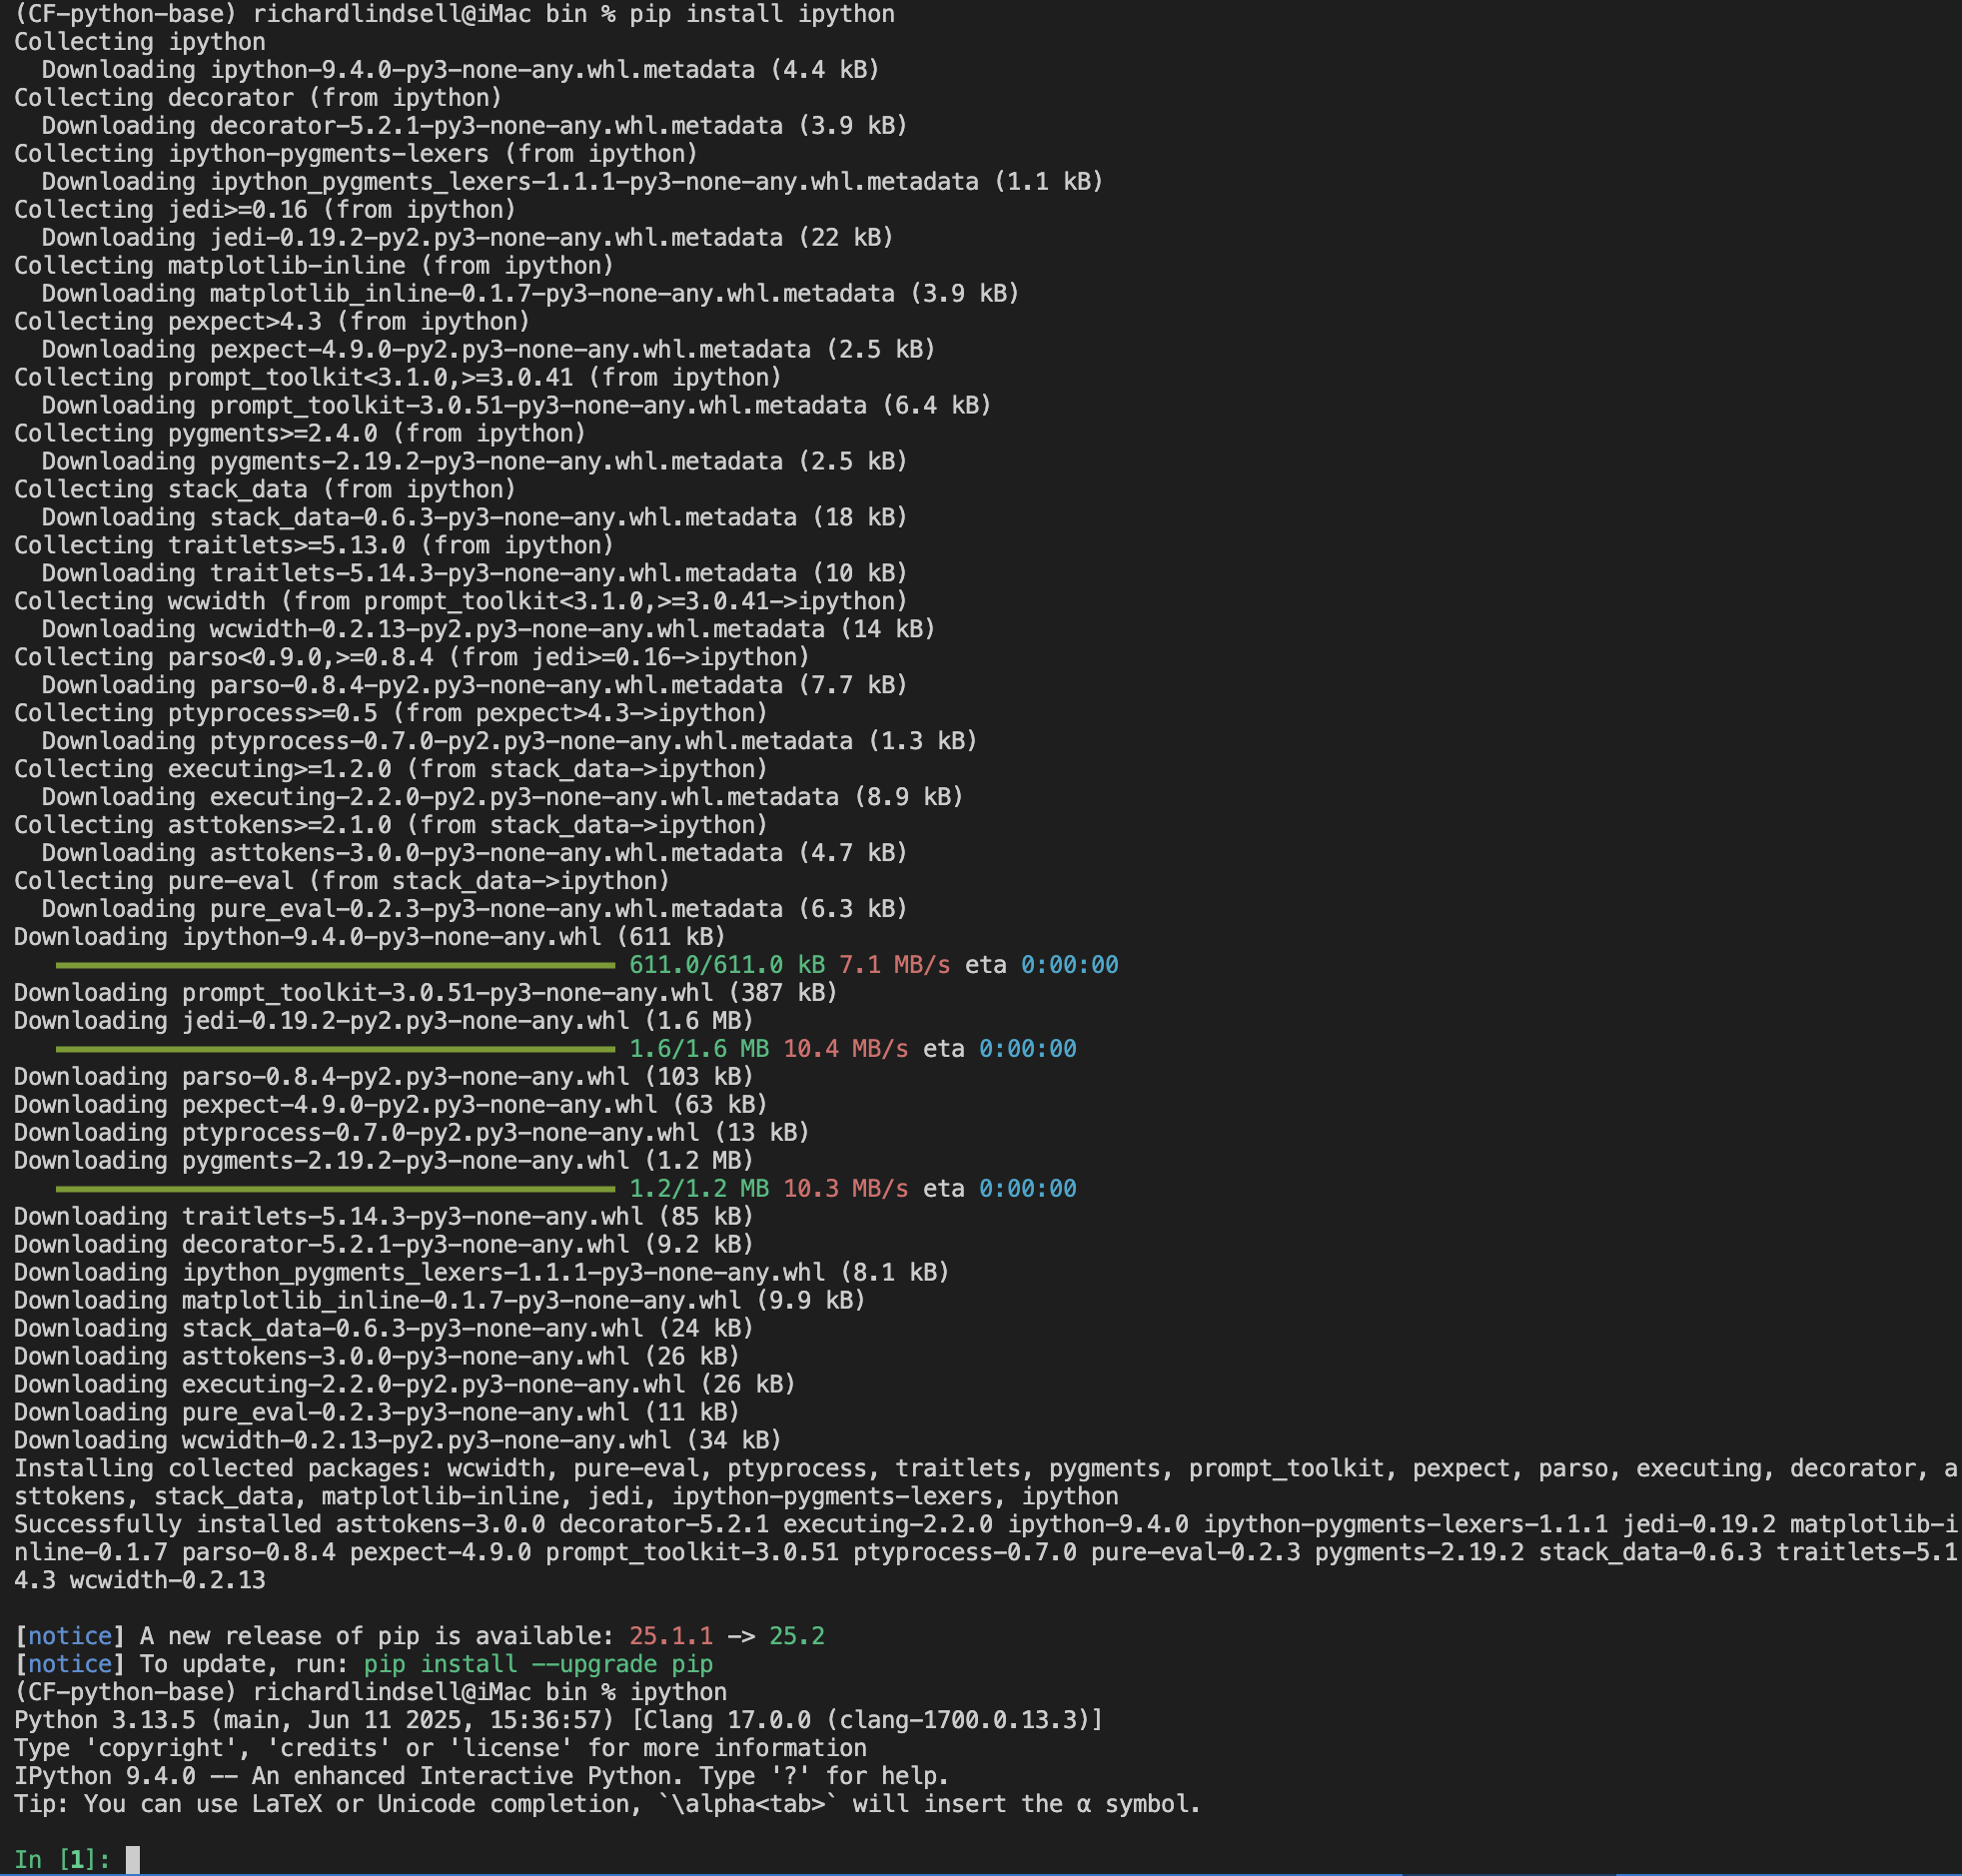 (CF-python-base) richardlindsell@iMac bin % pip install ipython
Collecting ipython
  Downloading ipython-9.4.0-py3-none-any.whl.metadata (4.4 kB)
Collecting decorator (from ipython)
  Downloading decorator-5.2.1-py3-none-any.whl.metadata (3.9 kB)
Collecting ipython-pygments-lexers (from ipython)
  Downloading ipython_pygments_lexers-1.1.1-py3-none-any.whl.metadata (1.1 kB)
Collecting jedi>=0.16 (from ipython)
  Downloading jedi-0.19.2-py2.py3-none-any.whl.metadata (22 kB)
Collecting matplotlib-inline (from ipython)
  Downloading matplotlib_inline-0.1.7-py3-none-any.whl.metadata (3.9 kB)
Collecting pexpect>4.3 (from ipython)
  Downloading pexpect-4.9.0-py2.py3-none-any.whl.metadata (2.5 kB)
Collecting prompt_toolkit<3.1.0,>=3.0.41 (from ipython)
  Downloading prompt_toolkit-3.0.51-py3-none-any.whl.metadata (6.4 kB)
Collecting pygments>=2.4.0 (from ipython)
  Downloading pygments-2.19.2-py3-none-any.whl.metadata (2.5 kB)
Collecting stack_data (from ipython)
  Downloading stack_data-0.6.3-py3-none-any.whl.metadata (18 kB)
Collecting traitlets>=5.13.0 (from ipython)
  Downloading traitlets-5.14.3-py3-none-any.whl.metadata (10 kB)
Collecting wcwidth (from prompt_toolkit<3.1.0,>=3.0.41->ipython)
  Downloading wcwidth-0.2.13-py2.py3-none-any.whl.metadata (14 kB)
Collecting parso<0.9.0,>=0.8.4 (from jedi>=0.16->ipython)
  Downloading parso-0.8.4-py2.py3-none-any.whl.metadata (7.7 kB)
Collecting ptyprocess>=0.5 (from pexpect>4.3->ipython)
  Downloading ptyprocess-0.7.0-py2.py3-none-any.whl.metadata (1.3 kB)
Collecting executing>=1.2.0 (from stack_data->ipython)
  Downloading executing-2.2.0-py2.py3-none-any.whl.metadata (8.9 kB)
Collecting asttokens>=2.1.0 (from stack_data->ipython)
  Downloading asttokens-3.0.0-py3-none-any.whl.metadata (4.7 kB)
Collecting pure-eval (from stack_data->ipython)
  Downloading pure_eval-0.2.3-py3-none-any.whl.metadata (6.3 kB)
Downloading ipython-9.4.0-py3-none-any.whl (611 kB)
611.0/611.0 kB 7.1 MB/s eta 0:00:00
Downloading prompt_toolkit-3.0.51-py3-none-any.whl (387 kB)
Downloading jedi-0.19.2-py2.py3-none-any.whl (1.6 MB)
1.6/1.6 MB 10.4 MB/s eta 0:00:00
Downloading parso-0.8.4-py2.py3-none-any.whl (103 kB)
Downloading pexpect-4.9.0-py2.py3-none-any.whl (63 kB)
Downloading ptyprocess-0.7.0-py2.py3-none-any.whl (13 kB)
Downloading pygments-2.19.2-py3-none-any.whl (1.2 MB)
1.2/1.2 MB 10.3 MB/s eta 0:00:00
Downloading traitlets-5.14.3-py3-none-any.whl (85 kB)
Downloading decorator-5.2.1-py3-none-any.whl (9.2 kB)
Downloading ipython_pygments_lexers-1.1.1-py3-none-any.whl (8.1 kB)
Downloading matplotlib_inline-0.1.7-py3-none-any.whl (9.9 kB)
Downloading stack_data-0.6.3-py3-none-any.whl (24 kB)
Downloading asttokens-3.0.0-py3-none-any.whl (26 kB)
Downloading executing-2.2.0-py2.py3-none-any.whl (26 kB)
Downloading pure_eval-0.2.3-py3-none-any.whl (11 kB)
Downloading wcwidth-0.2.13-py2.py3-none-any.whl (34 kB)
Installing collected packages: wcwidth, pure-eval, ptyprocess, traitlets, pygments, prompt_toolkit, pexpect, parso, executing, decorator, a
sttokens, stack_data, matplotlib-inline, jedi, ipython-pygments-lexers, ipython
Successfully installed asttokens-3.0.0 decorator-5.2.1 executing-2.2.0 ipython-9.4.0 ipython-pygments-lexers-1.1.1 jedi-0.19.2 matplotlib-i
nline-0.1.7 parso-0.8.4 pexpect-4.9.0 prompt_toolkit-3.0.51 ptyprocess-0.7.0 pure-eval-0.2.3 pygments-2.19.2 stack_data-0.6.3 traitlets-5.1
4.3 wcwidth-0.2.13
[notice] A new release of pip is available: 25.1.1 -> 25.2
[notice] To update, run: pip install --upgrade pip
(CF-python-base) richardlindsell@iMac bin % ipython
Python 3.13.5 (main, Jun 11 2025, 15:36:57) [Clang 17.0.0 (clang-1700.0.13.3)]
Type 'copyright', 'credits' or 'license' for more information
IPython 9.4.0 -- An enhanced Interactive Python. Type '?' for help.
Tip: You can use LaTeX or Unicode completion, `\alpha<tab>` will insert the α symbol.
In [1]: